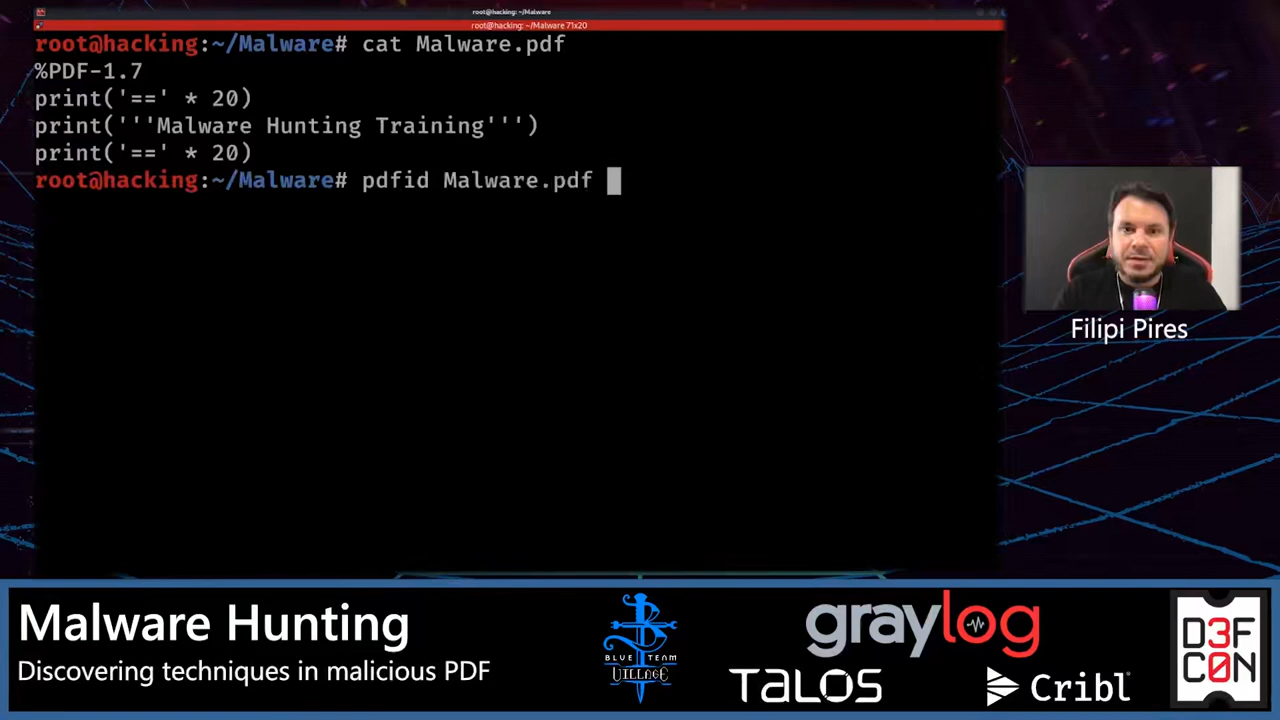 root@hacking: ~/Malware
root@hacking: ~/Malware 71x20
root@hacking:~/Malware# cat Malware.pdf
%PDF-1.7
print('==' * 20)
print('''Malware Hunting Training''')
print('==' * 20)
root@hacking:~/Malware# pdfid Malware.pdf
Filipi Pires
Malware Hunting
Discovering techniques in malicious PDF
BLUE TEAM
VILLAGE
graylog
TALOS
Cribl
D3F
C0N